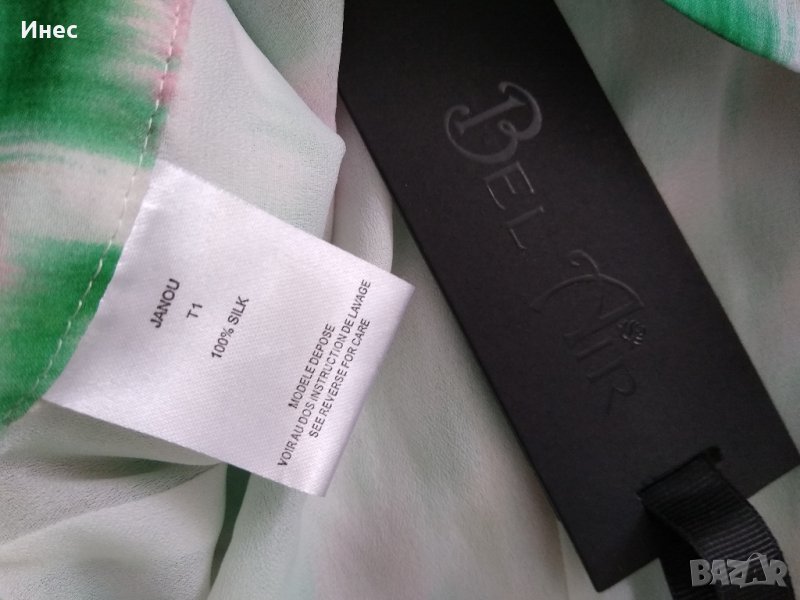 Инес
BEL AIR
JANOU
T1
100% SILK
MODELE DEPOSE
VOIR AU DOS INSTRUCTION DE LAVAGE
SEE REVERSE FOR CARE
BAZAR